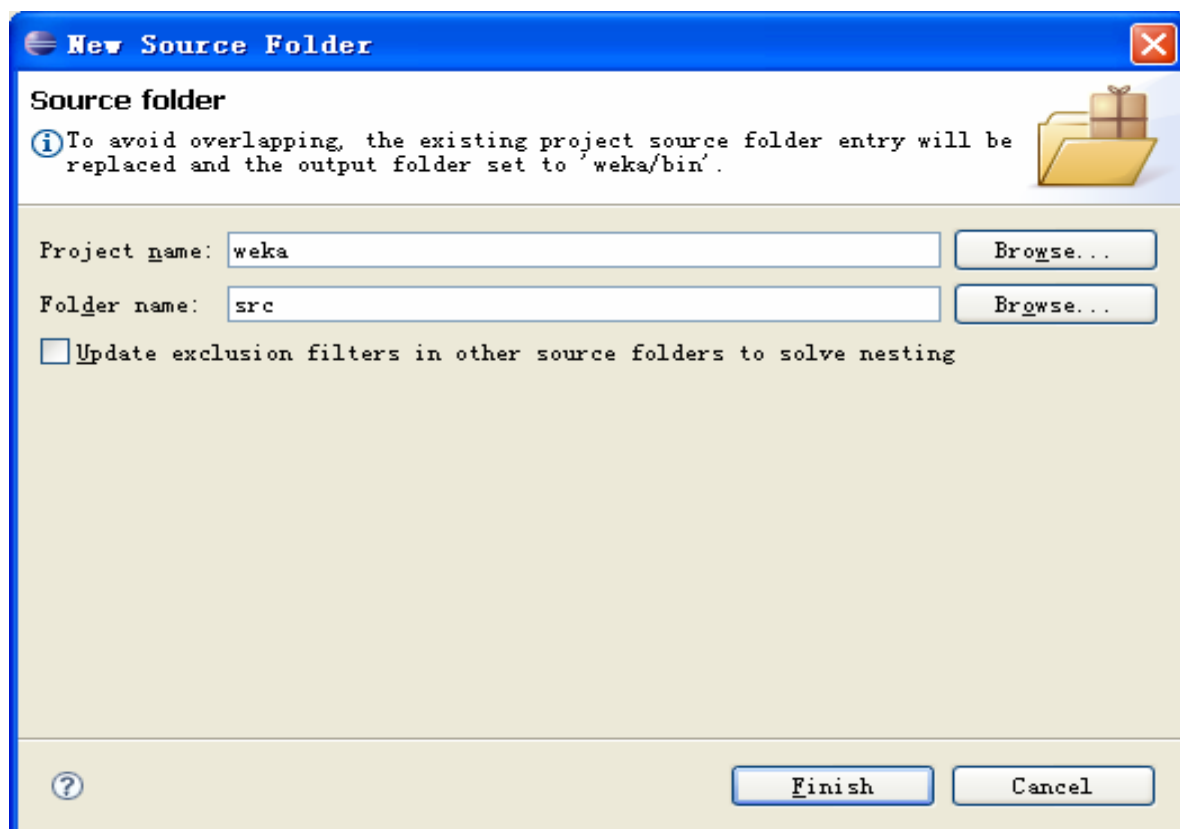 New Source Folder
Source folder
To avoid overlapping, the existing project source folder entry will be
replaced and the output folder set to 'weka/bin'.
Project name: weka Browse...
Folder name: src Browse...
Update exclusion filters in other source folders to solve nesting
Finish Cancel